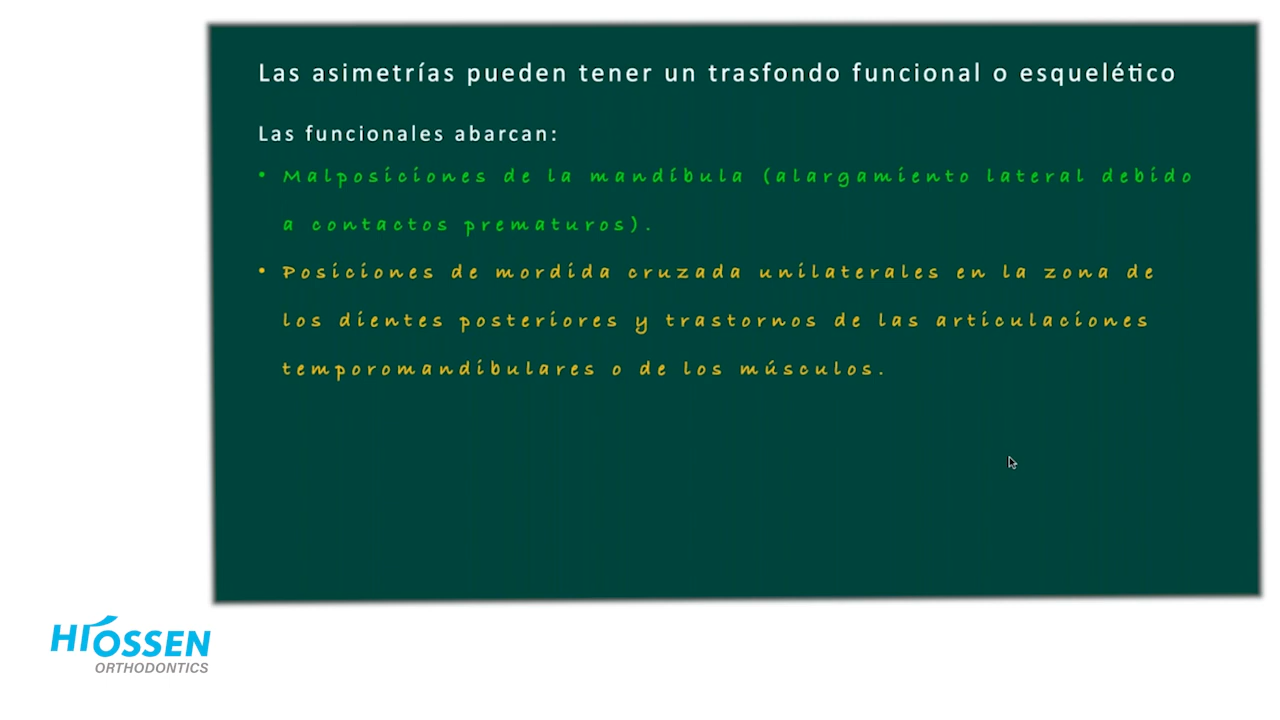 Las asimetrías pueden tener un trasfondo funcional o esquelético
Las funcionales abarcan:
• Malposiciones de la mandíbula (alargamiento lateral debido
a contactos prematuros).
• Posiciones de mordida cruzada unilaterales en la zona de
los dientes posteriores y trastornos de las articulaciones
temporomandibulares o de los músculos.
HIOSSEN
ORTHODONTICS